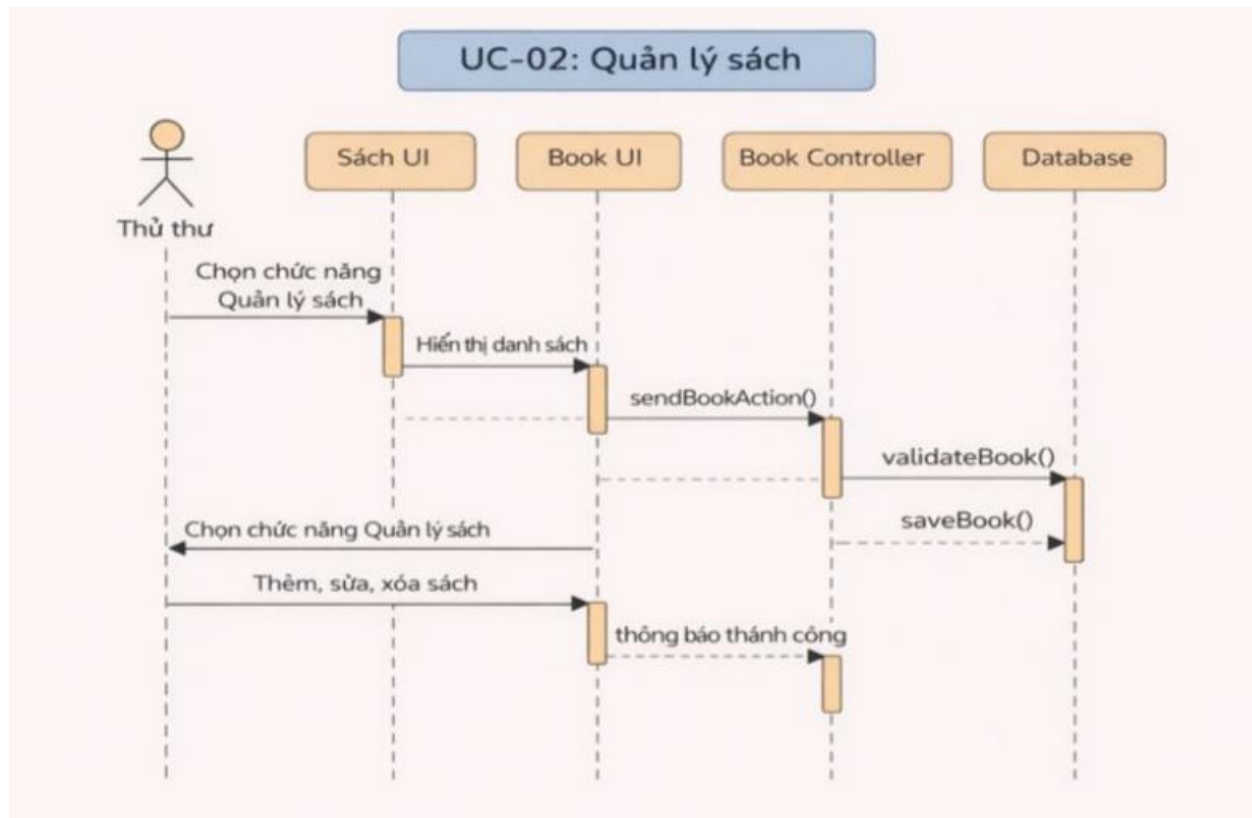 UC-02: Quản lý sách
Sách UI
Book UI
Book Controller
Database
Thủ thư
Chọn chức năng
Quản lý sách
Hiến thị danh sách
sendBookAction()
validateBook()
saveBook()
Chọn chức năng Quản lý sách
Thèm, sửa, xóa sách
thông báo thánh công